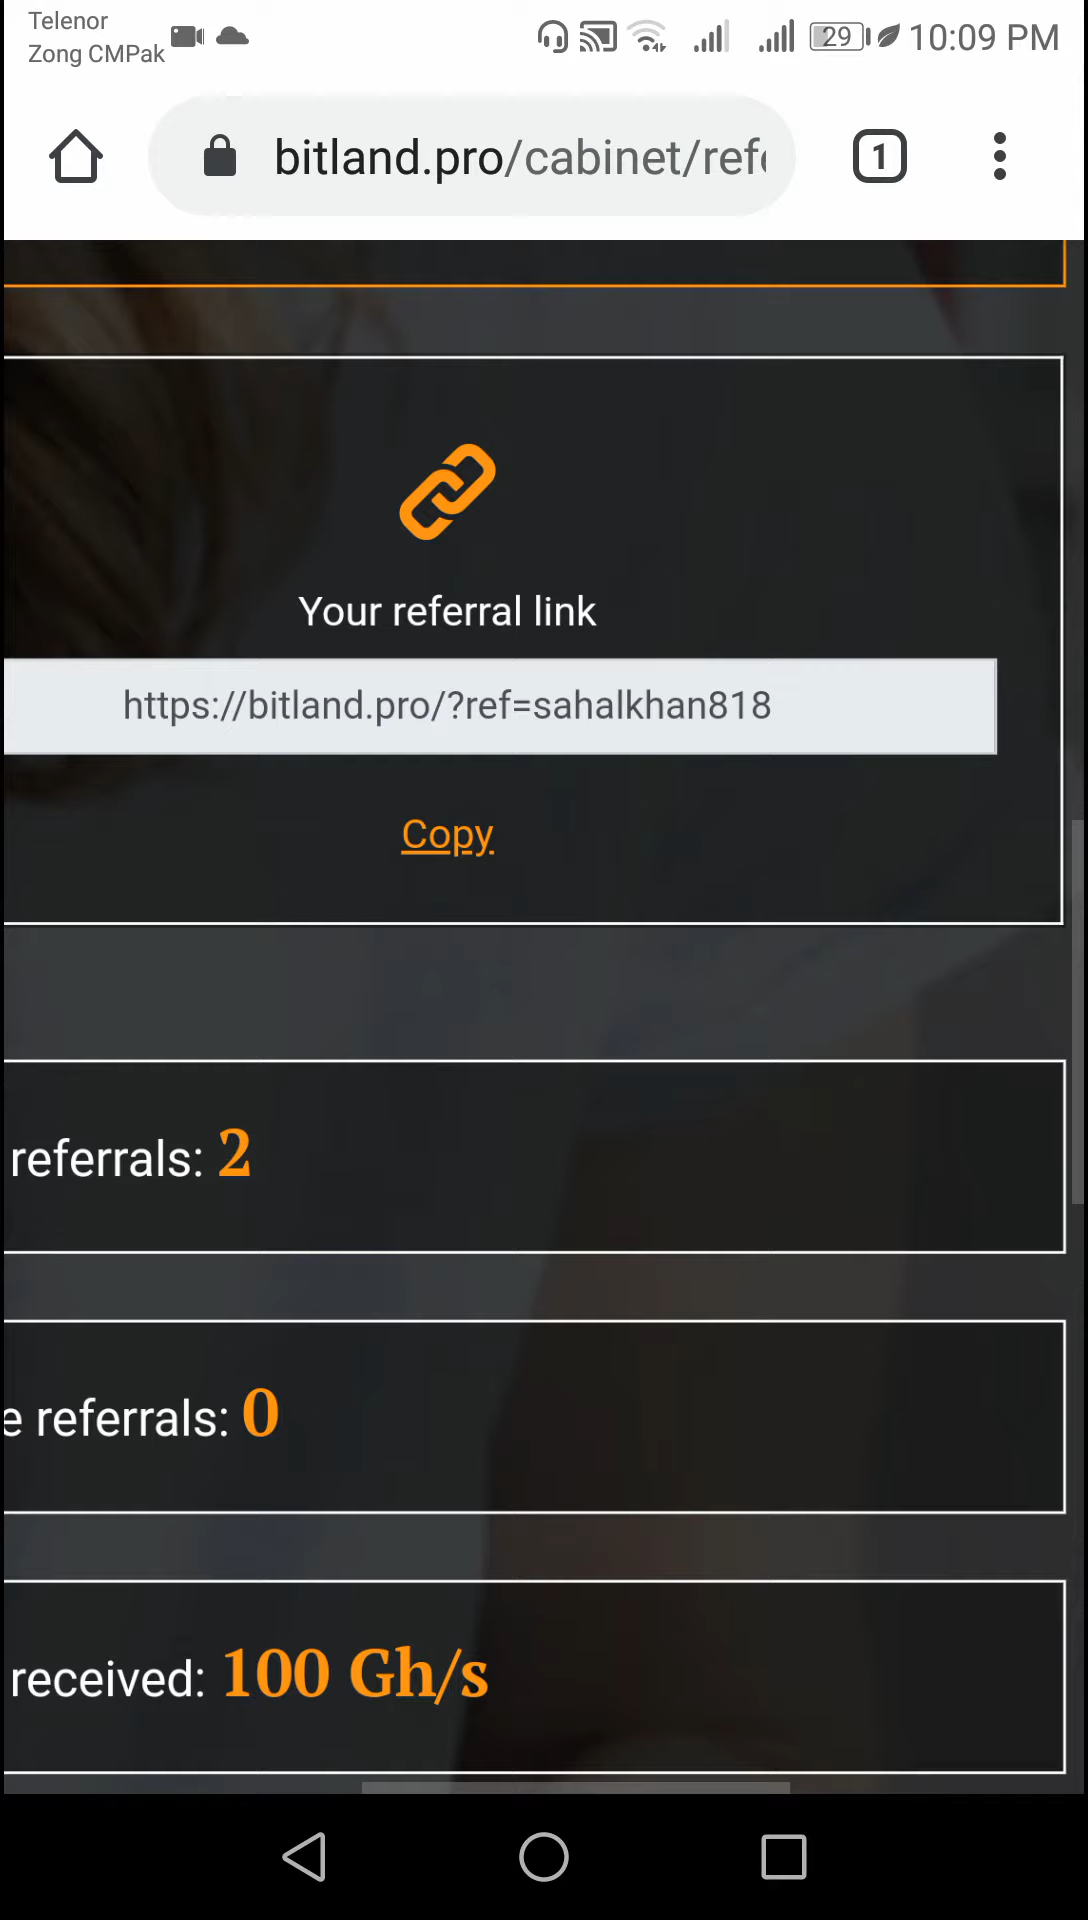 Telenor
Zong CMPak
29
10:09 PM
bitland.pro/cabinet/ref
1
Your referral link
https://bitland.pro/?ref=sahalkhan818
Copy
referrals: 2
e referrals: 0
received: 100 Gh/s